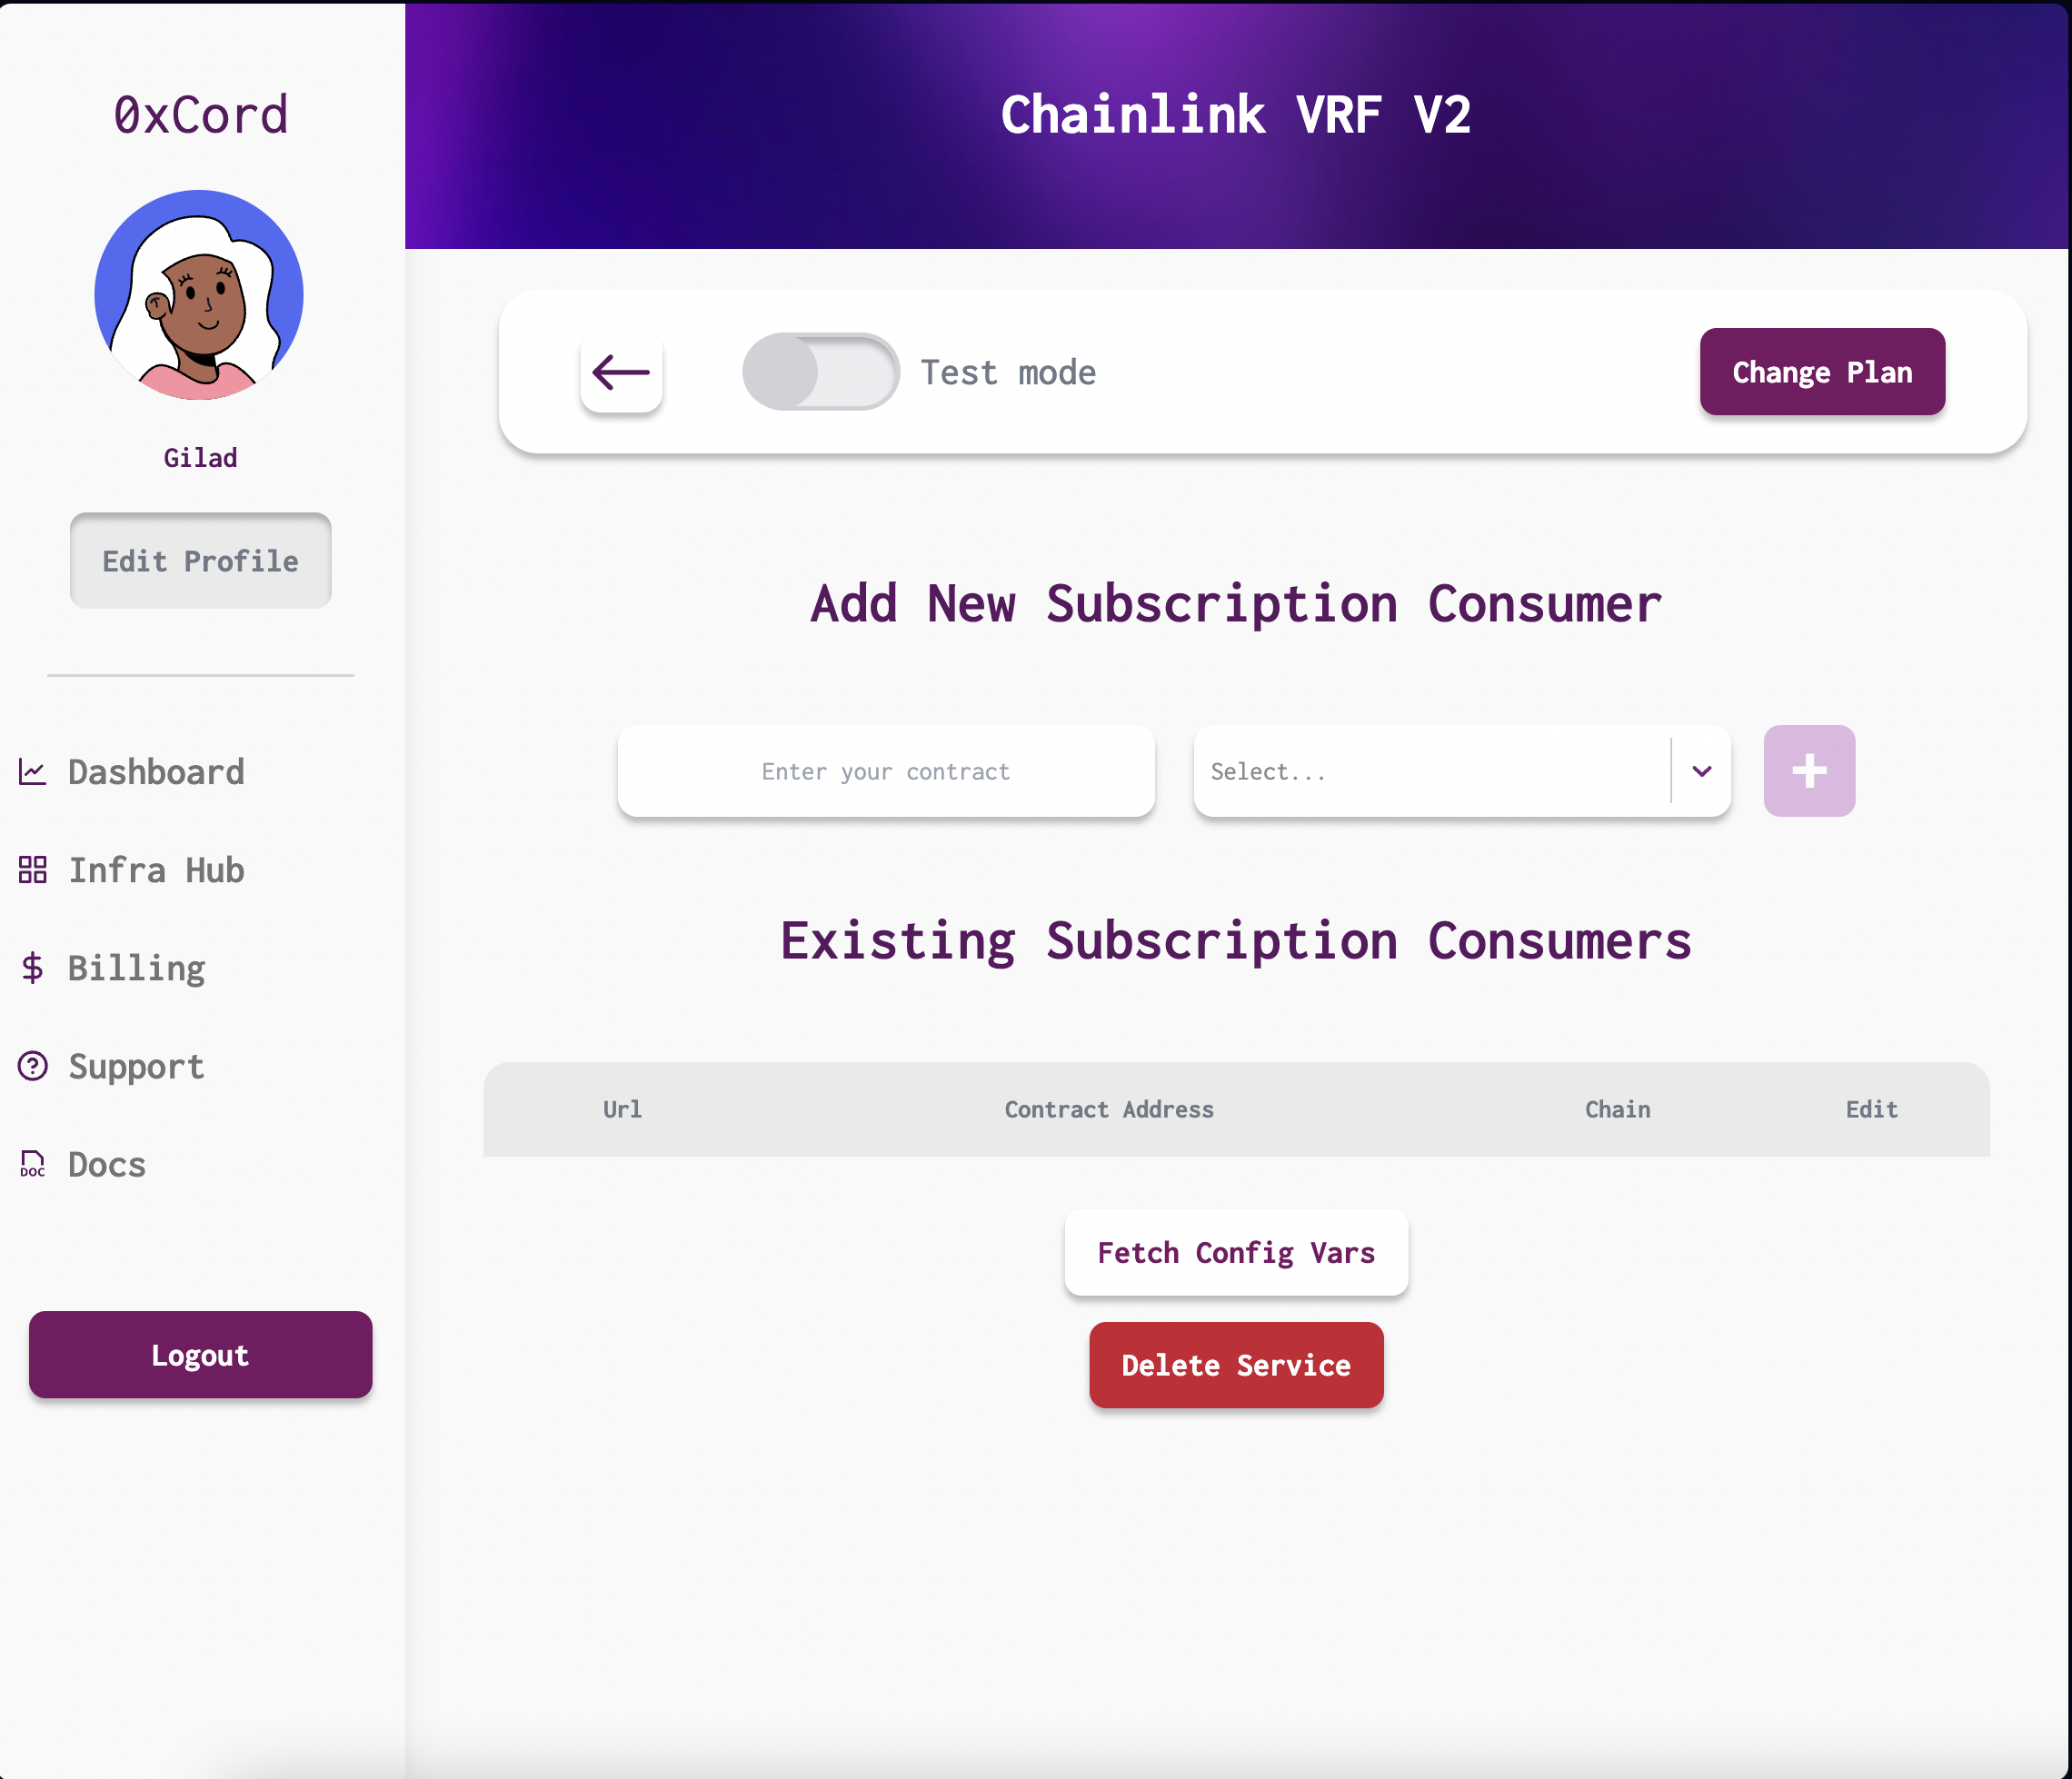 0xCord
Gilad
Edit Profile
Dashboard
Infra Hub
Billing
Support
DOC Docs
Logout
Chainlink VRF V2
Test mode
Change Plan
Add New Subscription Consumer
Enter your contract
Select...
Existing Subscription Consumers
Url Contract Address Chain Edit
Fetch Config Vars
Delete Service